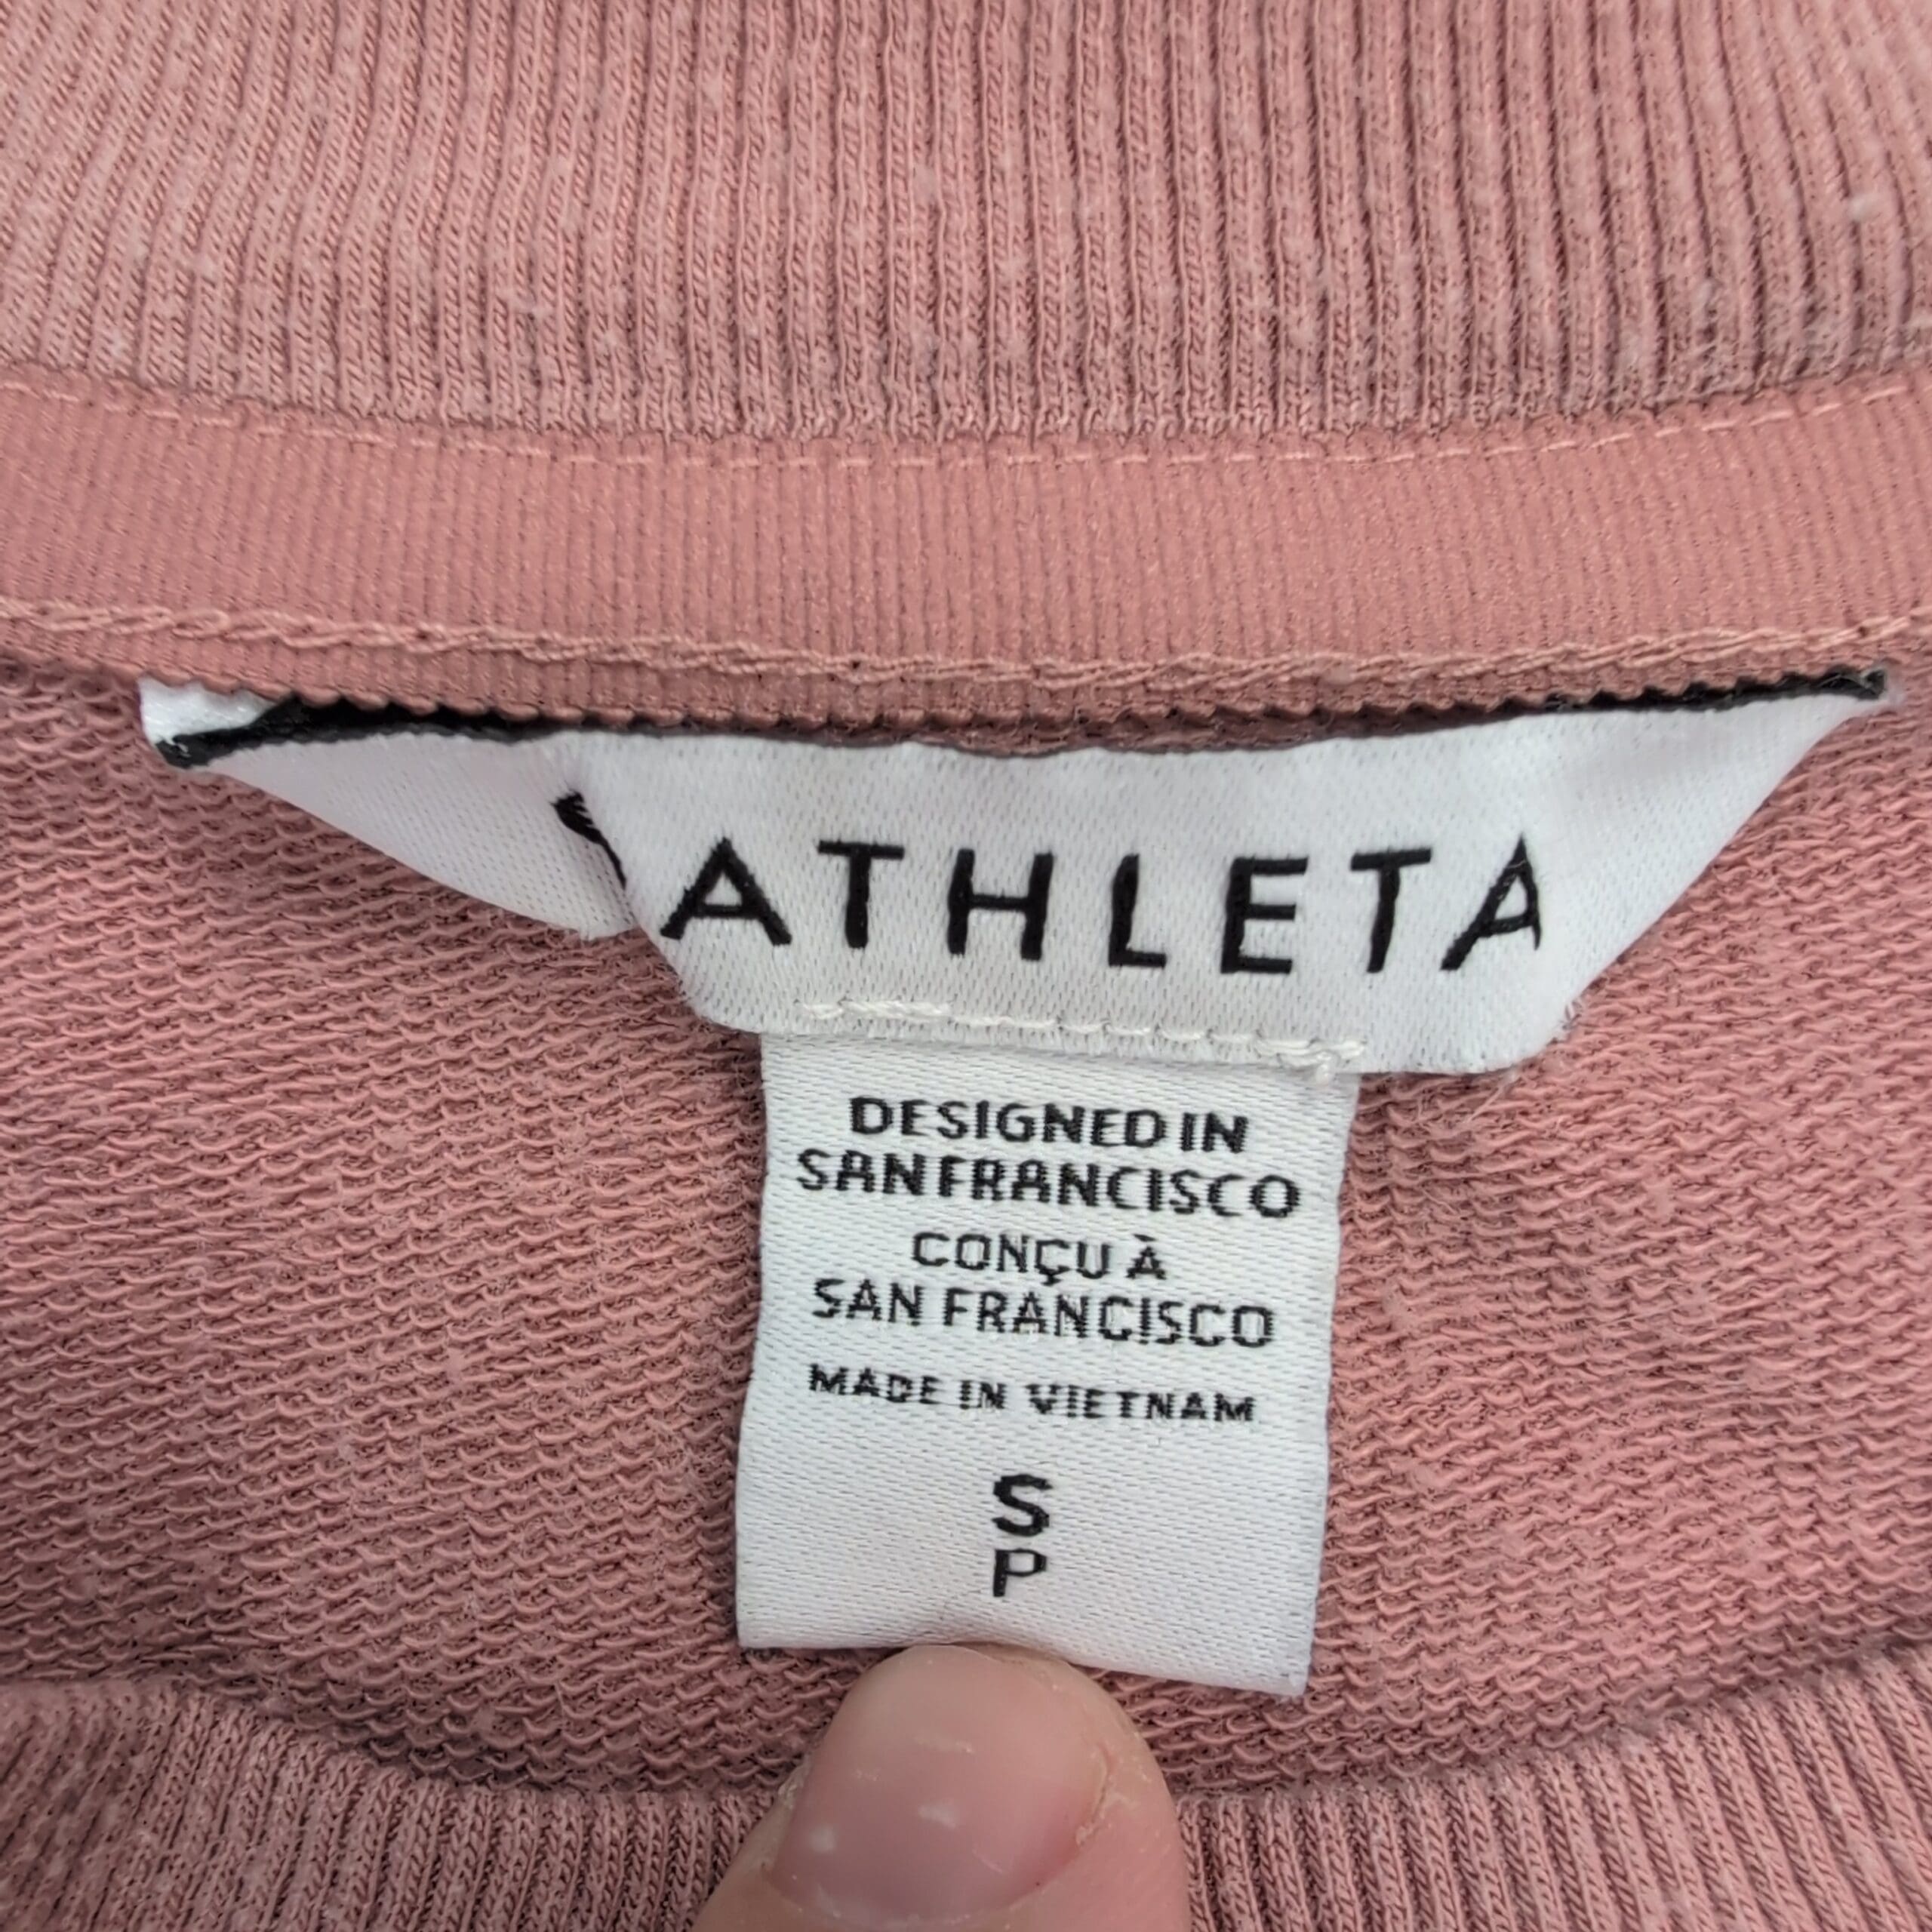 ATHLETA
DESIGNED IN
SAN FRANCISCO
CONÇU À
SAN FRANCISCO
MADE IN VIETNAM
S
P